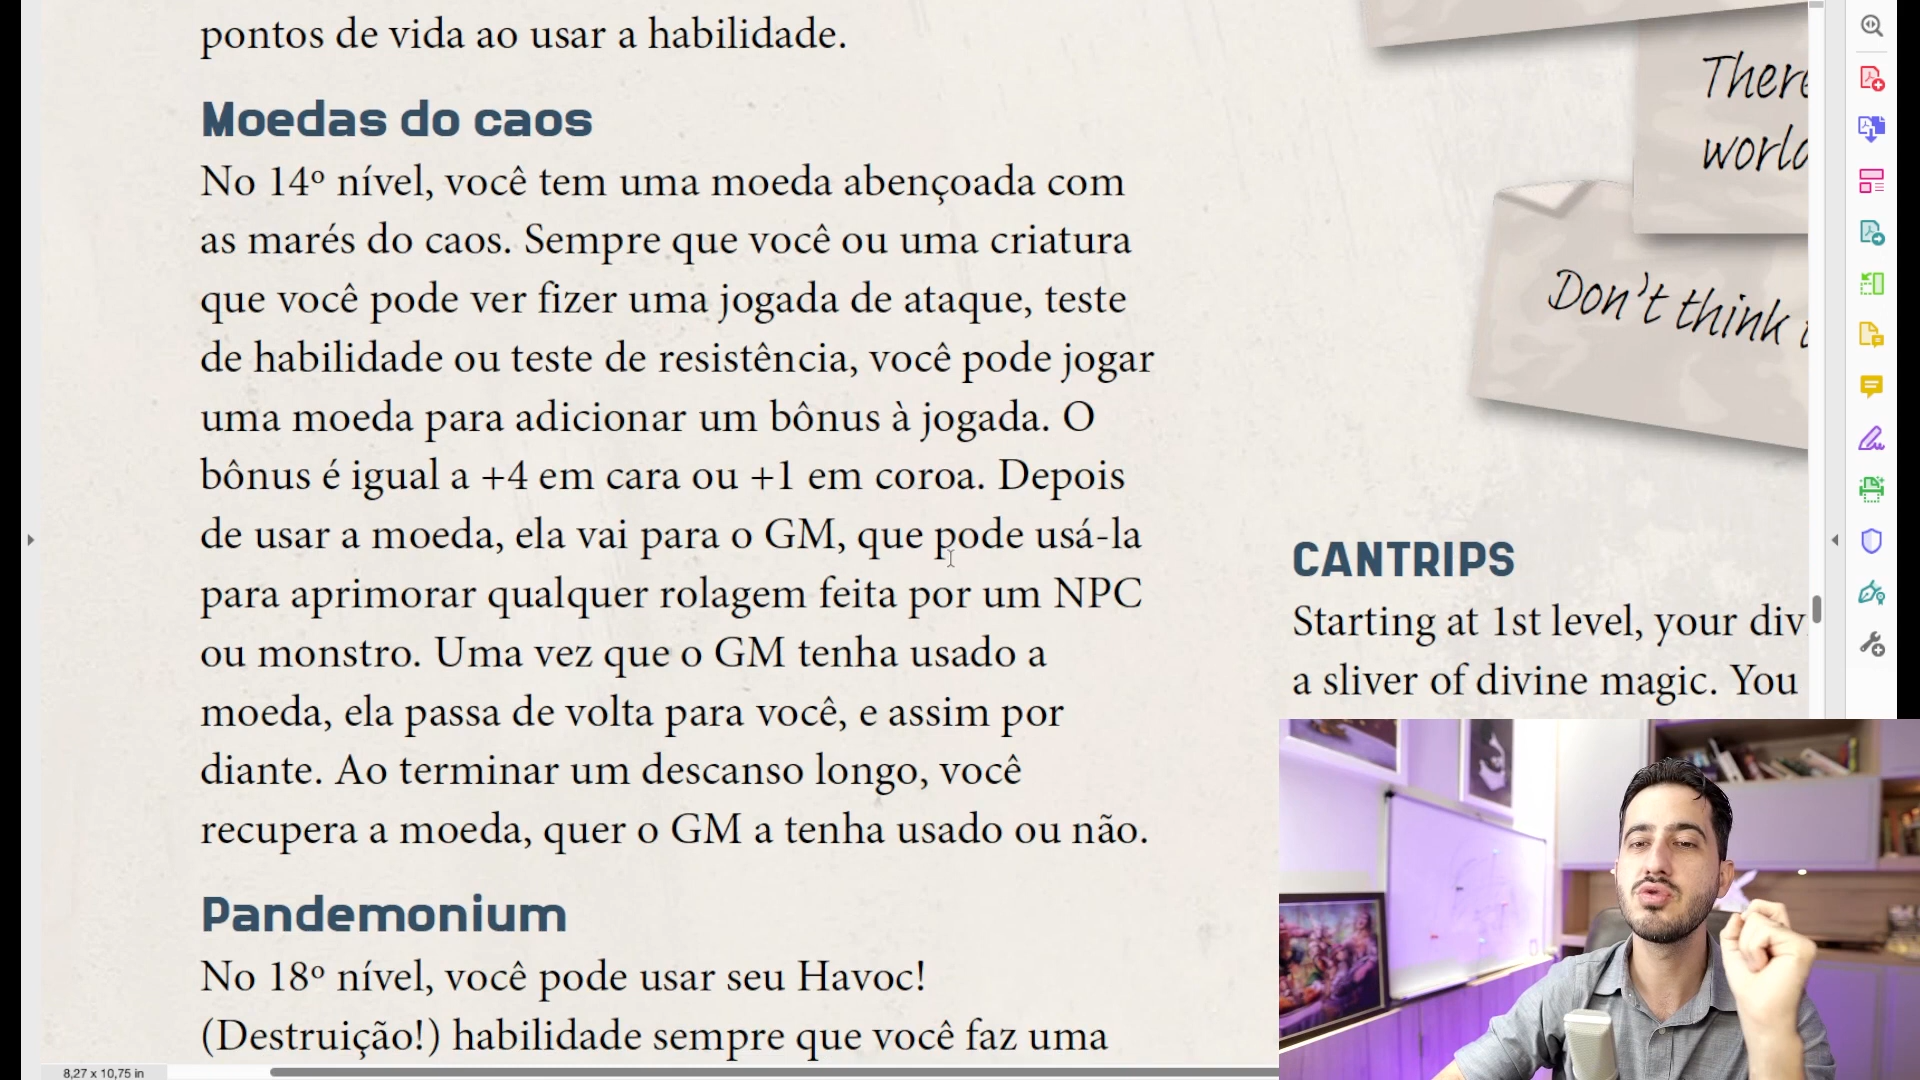 pontos de vida ao usar a habilidade.
Moedas do caos
No 14º nível, você tem uma moeda abençoada com
as marés do caos. Sempre que você ou uma criatura
que você pode ver fizer uma jogada de ataque, teste
de habilidade ou teste de resistência, você pode jogar
uma moeda para adicionar um bônus à jogada. O
bônus é igual a +4 em cara ou +1 em coroa. Depois
de usar a moeda, ela vai para o GM, que pode usá-la
para aprimorar qualquer rolagem feita por um NPC
ou monstro. Uma vez que o GM tenha usado a
moeda, ela passa de volta para você, e assim por
diante. Ao terminar um descanso longo, você
recupera a moeda, quer o GM a tenha usado ou não.
Pandemonium
No 18º nível, você pode usar seu Havoc!
(Destruição!) habilidade sempre que você faz uma
There
world
Don't think
CANTRIPS
Starting at 1st level, your div
a sliver of divine magic. You
8,27 x 10,75 in